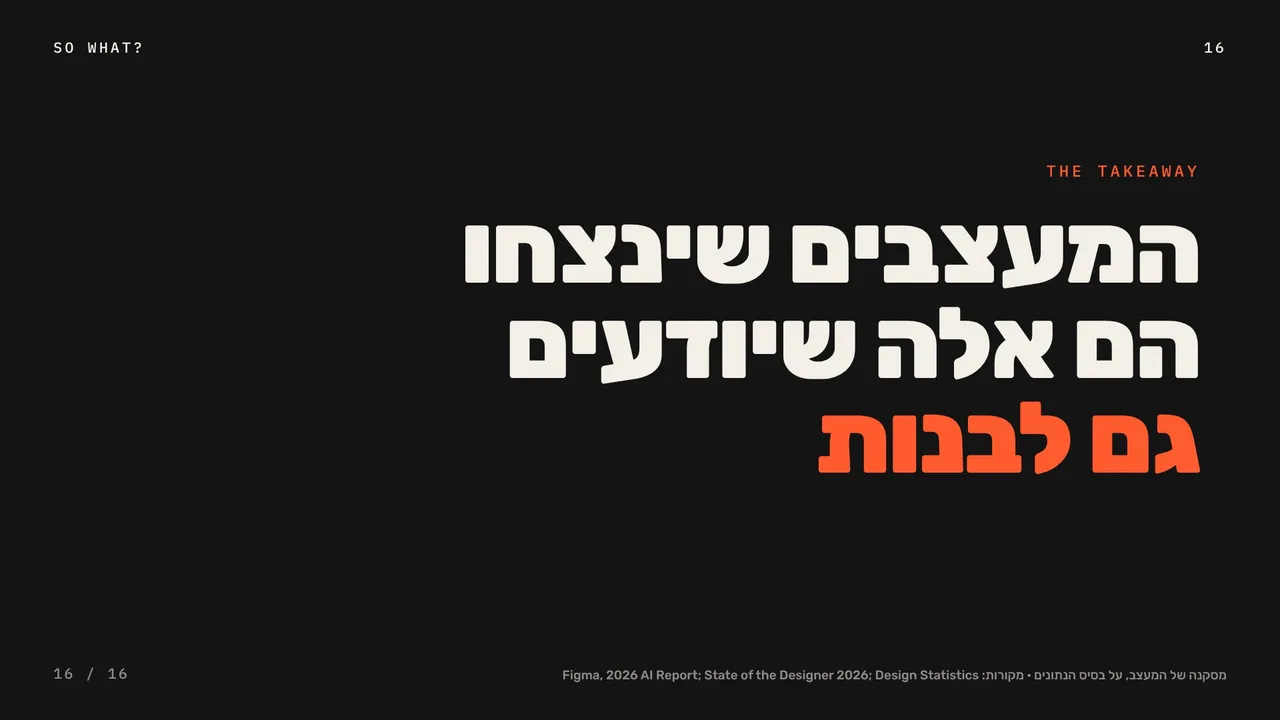 SO WHAT?
16
THE TAKEAWAY
המעצבים שינצחו
הם אלה שיודעים
גם לבנות
מסקנה של המעצב, על בסיס הנתונים • מקורות: Figma, 2026 AI Report; State of the Designer 2026; Design Statistics
16 / 16